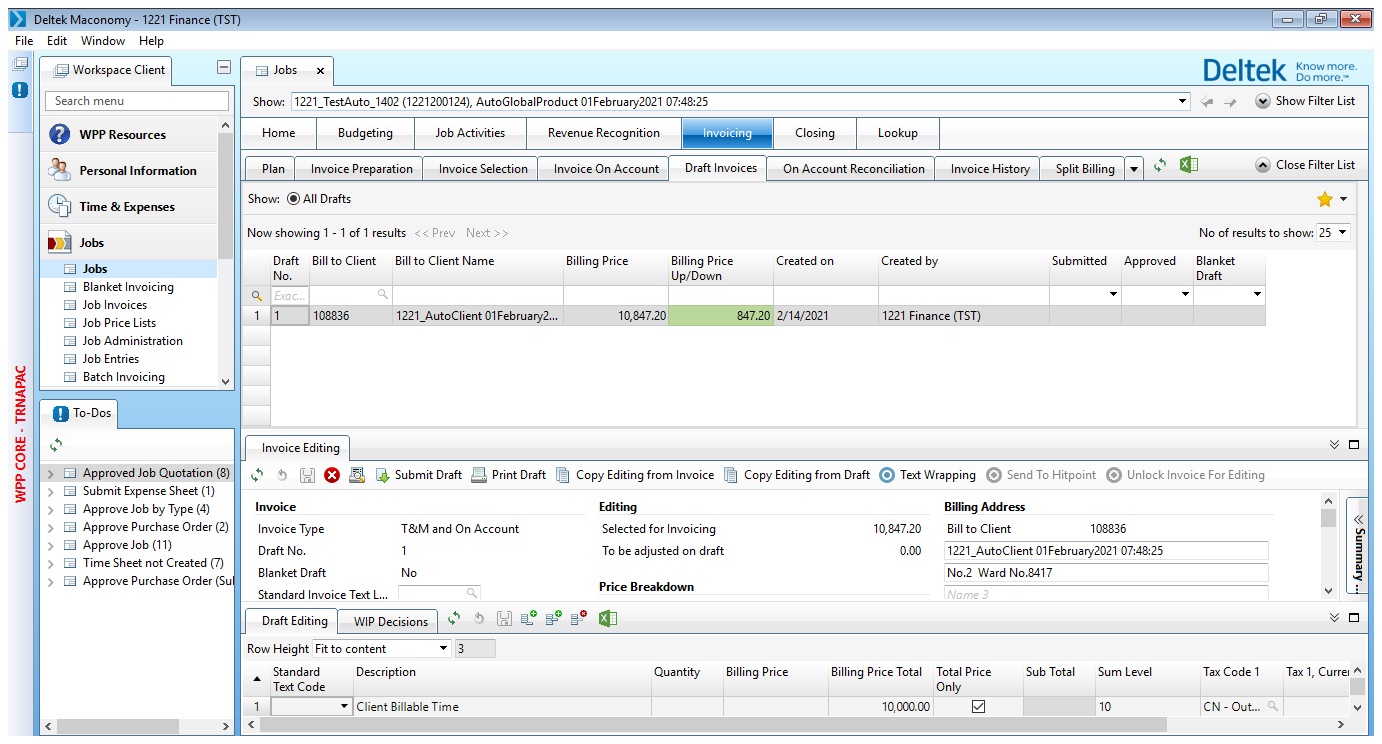 Deltek Maconomy - 1221 Finance (TST)
File Edit Window Help
Workspace Client
Search menu
WPP Resources
Personal Information
Time & Expenses
Jobs
Jobs
Blanket Invoicing
Job Invoices
Job Price Lists
Job Administration
Job Entries
Batch Invoicing
WPP CORE - TRNAPAC
To-Dos
Approved Job Quotation (8)
Submit Expense Sheet (1)
Approve Job by Type (4)
Approve Purchase Order (2)
Approve Job (11)
Time Sheet not Created (7)
Approve Purchase Order (Sul
Jobs
Deltek Know more. Do more.™
Show: 1221_TestAuto_1402 (1221200124), AutoGlobalProduct 01February2021 07:48:25 Show Filter List
Home Budgeting Job Activities Revenue Recognition Invoicing Closing Lookup
Plan Invoice Preparation Invoice Selection Invoice On Account Draft Invoices On Account Reconciliation Invoice History Split Billing Close Filter List
Show: All Drafts
Now showing 1 - 1 of 1 results << Prev Next >> No of results to show: 25
Draft No. Bill to Client Bill to Client Name Billing Price Billing Price Up/Down Created on Created by Submitted Approved Blanket Draft
Exac...
1 1 108836 1221_AutoClient 01February2... 10,847.20 847.20 2/14/2021 1221 Finance (TST)
Invoice Editing
Submit Draft Print Draft Copy Editing from Invoice Copy Editing from Draft Text Wrapping Send To Hitpoint Unlock Invoice For Editing
Invoice Editing Billing Address
Invoice Type T&M and On Account Selected for Invoicing 10,847.20 Bill to Client 108836
Draft No. 1 To be adjusted on draft 0.00 1221_AutoClient 01February2021 07:48:25
Blanket Draft No No.2 Ward No.8417
Standard Invoice Text L... Price Breakdown Name 3
Summary ...
Draft Editing WIP Decisions
Row Height Fit to content 3
Standard Text Code Description Quantity Billing Price Billing Price Total Total Price Only Sub Total Sum Level Tax Code 1 Tax 1, Curre
1 Client Billable Time 10,000.00 10 CN - Out...